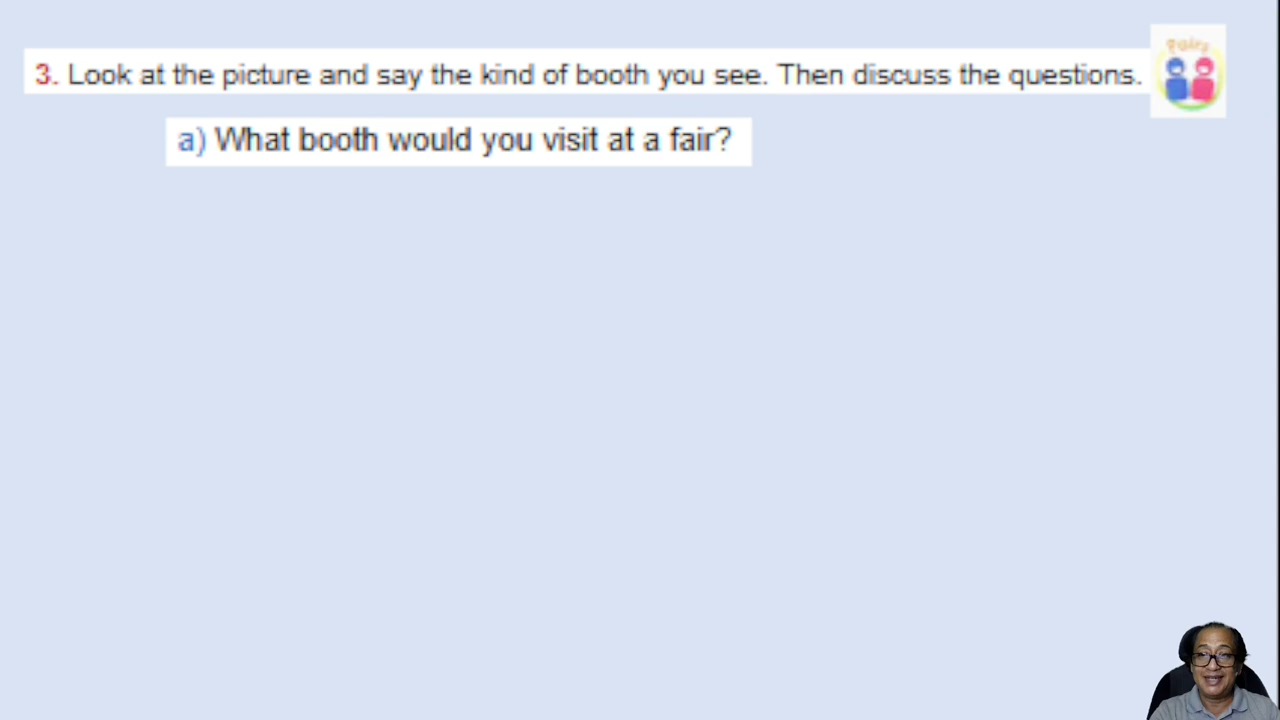 3. Look at the picture and say the kind of booth you see. Then discuss the questions.
Pairs
a) What booth would you visit at a fair?